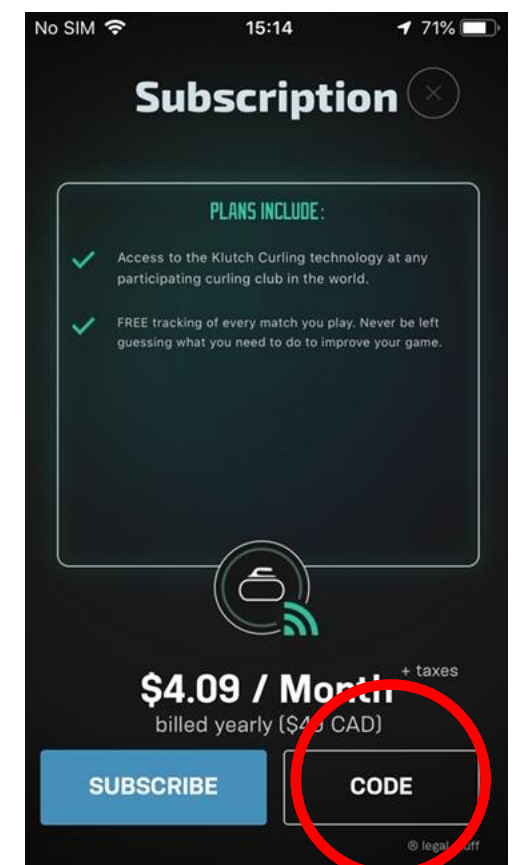 No SIM 15:14 71%
Subscription
PLANS INCLUDE:
Access to the Klutch Curling technology at any
participating curling club in the world.
FREE tracking of every match you play. Never be left
guessing what you need to do to improve your game.
$4.09 / Month + taxes
billed yearly ($49 CAD)
SUBSCRIBE CODE
® legal stuff